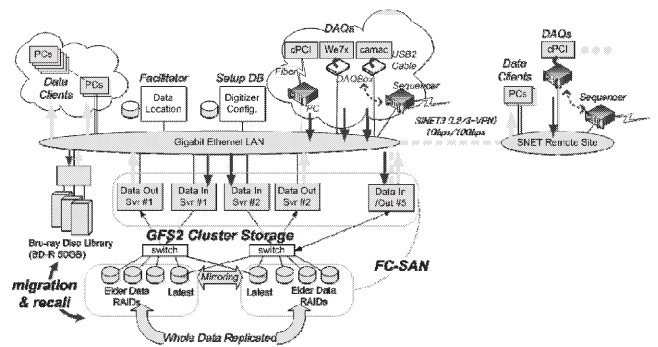 PCs
Data
Clients
PCs
Facilitator
Data
Location
Setup DB
Digitizer
Config.
DAQs
cPCI
We7x
camac
USB2
Cable
Fiber
DAQBox
PC
Sequencer
SINET3 (L2/3-VPN)
1Gbps/10Gbps
DAQs
cPCI
Data
Clients
PCs
Sequencer
SNET Remote Site
Gigabit Ethernet LAN
Data Out
Svr #1
Data In
Svr #1
Data In
Svr #2
Data Out
Svr #2
Data In
/Out #5
Blu-ray Disc Library
(BD-R 50GB)
GFS2 Cluster Storage
switch
switch
FC-SAN
migration
& recall
Elder Data
RAIDs
Latest
Mirroring
Latest
Elder Data
RAIDs
Whole Data Replicated